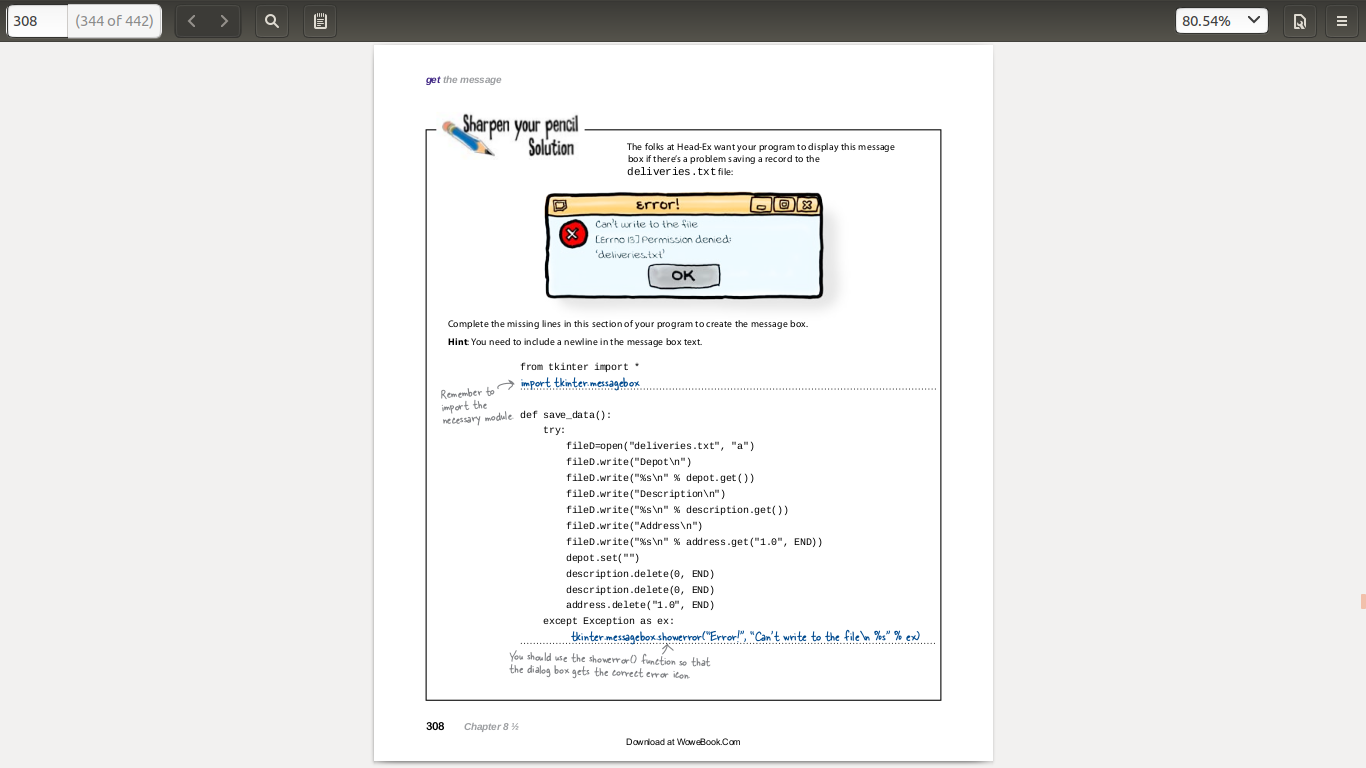 308 (344 of 442) 80.54%
get the message
Sharpen your pencil
Solution
The folks at Head-Ex want your program to display this message
box if there's a problem saving a record to the
deliveries.txt file:
Error!
Can't write to the file
[Errno 13] Permission denied:
'deliveries.txt'
OK
Complete the missing lines in this section of your program to create the message box.
Hint: You need to include a newline in the message box text.
from tkinter import *
import tkinter.messagebox
Remember to
import the
necessary module.
def save_data():
try:
fileD=open("deliveries.txt", "a")
fileD.write("Depot\n")
fileD.write("%s\n" % depot.get())
fileD.write("Description\n")
fileD.write("%s\n" % description.get())
fileD.write("Address\n")
fileD.write("%s\n" % address.get("1.0", END))
depot.set("")
description.delete(0, END)
description.delete(0, END)
address.delete("1.0", END)
except Exception as ex:
tkinter.messagebox.showerror("Error!", "Can't write to the file\n %s" % ex)
You should use the showerror() function so that
the dialog box gets the correct error icon.
308 Chapter 8 ½
Download at WoweBook.Com